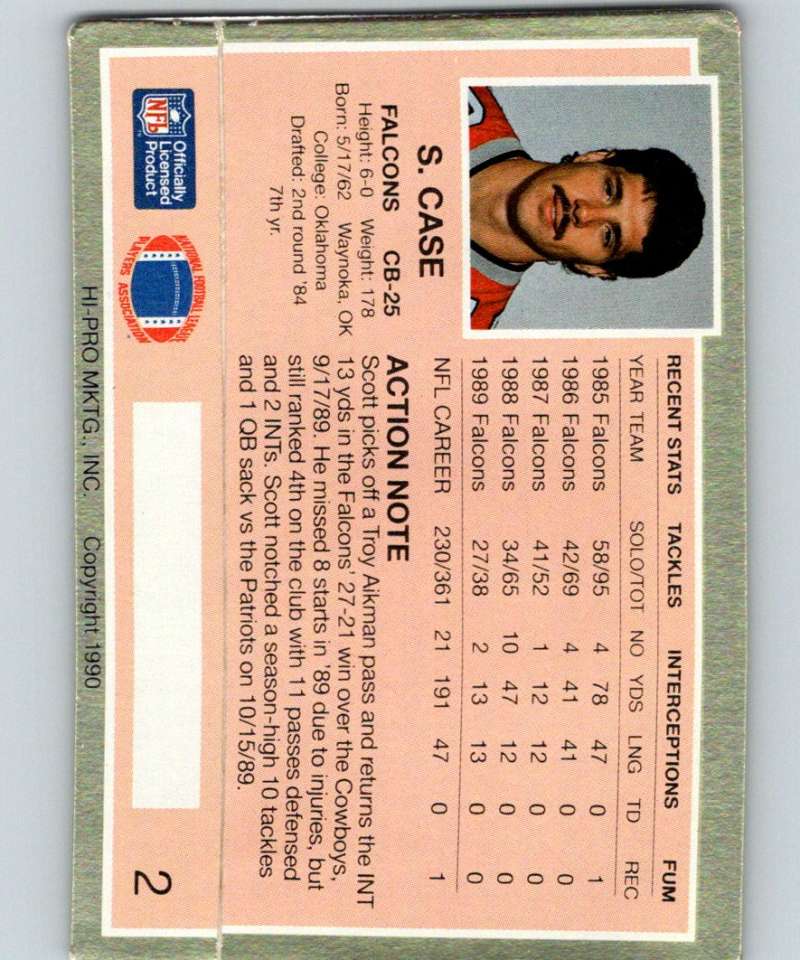 S. CASE
FALCONS CB-25
Height: 6-0 Weight: 178
Born: 5/17/62 Waynoka, OK
College: Oklahoma
Drafted: 2nd round '84
7th yr.
RECENT STATS TACKLES INTERCEPTIONS FUM
YEAR TEAM SOLO/TOT NO YDS LNG TD REC
1985 Falcons 58/95 4 78 47 0 1
1986 Falcons 42/69 4 41 41 0 0
1987 Falcons 41/52 1 12 12 0 0
1988 Falcons 34/65 10 47 12 0 0
1989 Falcons 27/38 2 13 13 0 0
NFL CAREER 230/361 21 191 47 0 1
ACTION NOTE
Scott picks off a Troy Aikman pass and returns the INT
13 yds in the Falcons' 27-21 win over the Cowboys,
9/17/89. He missed 8 starts in '89 due to injuries, but
still ranked 4th on the club with 11 passes defensed
and 2 INTs. Scott notched a season-high 10 tackles
and 1 QB sack vs the Patriots on 10/15/89.
NFL
Officially
Licensed
Product
NATIONAL FOOTBALL LEAGUE
PLAYERS ASSOCIATION
2
HI-PRO MKTG., INC. Copyright 1990